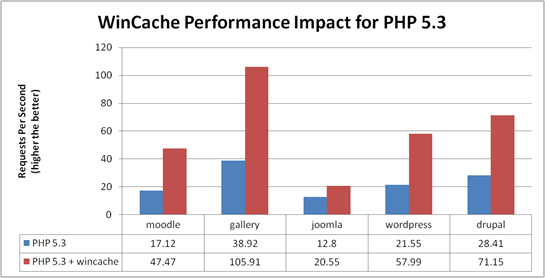 WinCache Performance Impact for PHP 5.3
Requests Per Second
(higher the better)
120
100
80
60
40
20
0
moodle gallery joomla wordpress drupal
PHP 5.3 17.12 38.92 12.8 21.55 28.41
PHP 5.3 + wincache 47.47 105.91 20.55 57.99 71.15